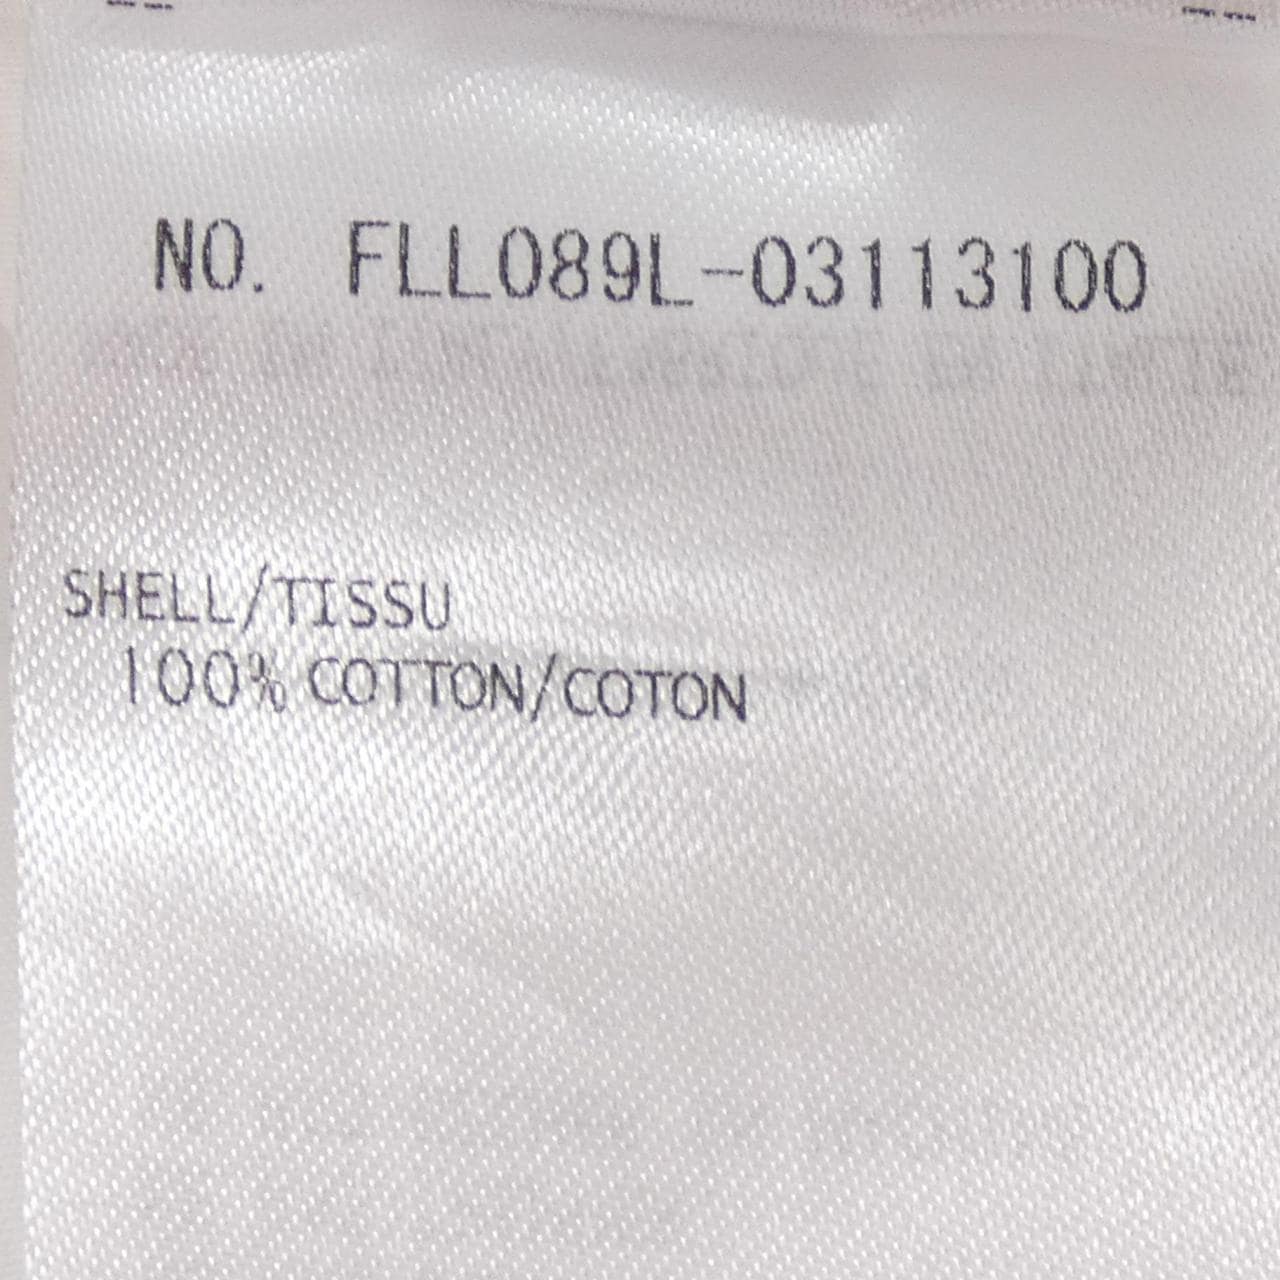 NO. FLL089L-03113100
SHELL/TISSU
100% COTTON/COTON